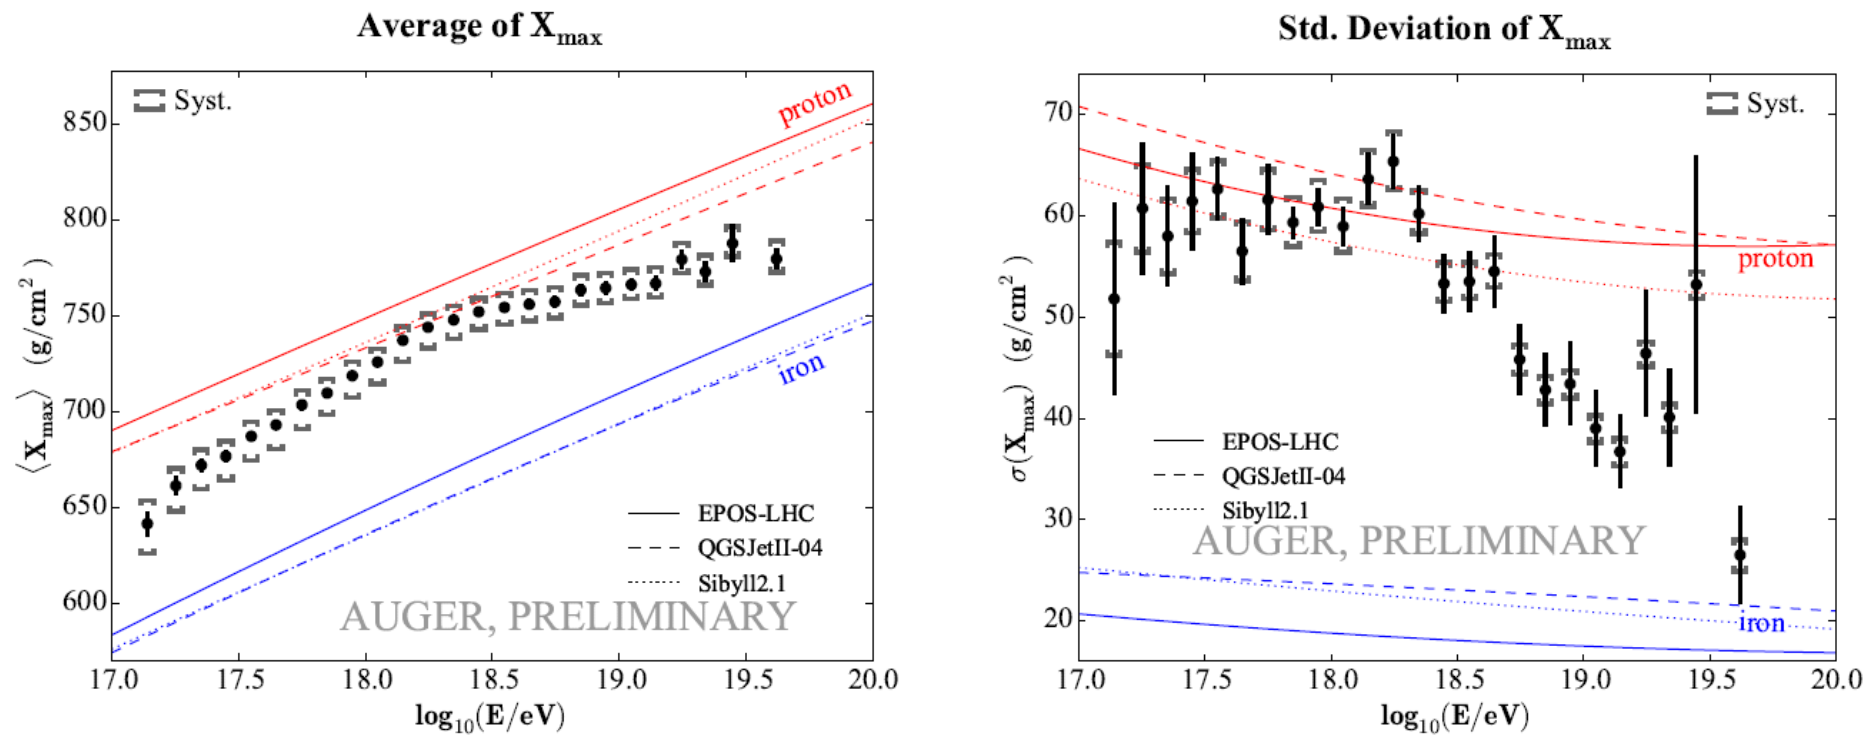 Average of Xmax
Syst.
proton
iron
850
800
750
700
650
600
⟨Xmax⟩ (g/cm²)
EPOS-LHC
QGSJetII-04
Sibyll2.1
AUGER, PRELIMINARY
17.0 17.5 18.0 18.5 19.0 19.5 20.0
log₁₀(E/eV)
Std. Deviation of Xmax
Syst.
proton
70
60
50
40
30
20
σ(Xmax) (g/cm²)
EPOS-LHC
QGSJetII-04
Sibyll2.1
AUGER, PRELIMINARY
iron
17.0 17.5 18.0 18.5 19.0 19.5 20.0
log₁₀(E/eV)